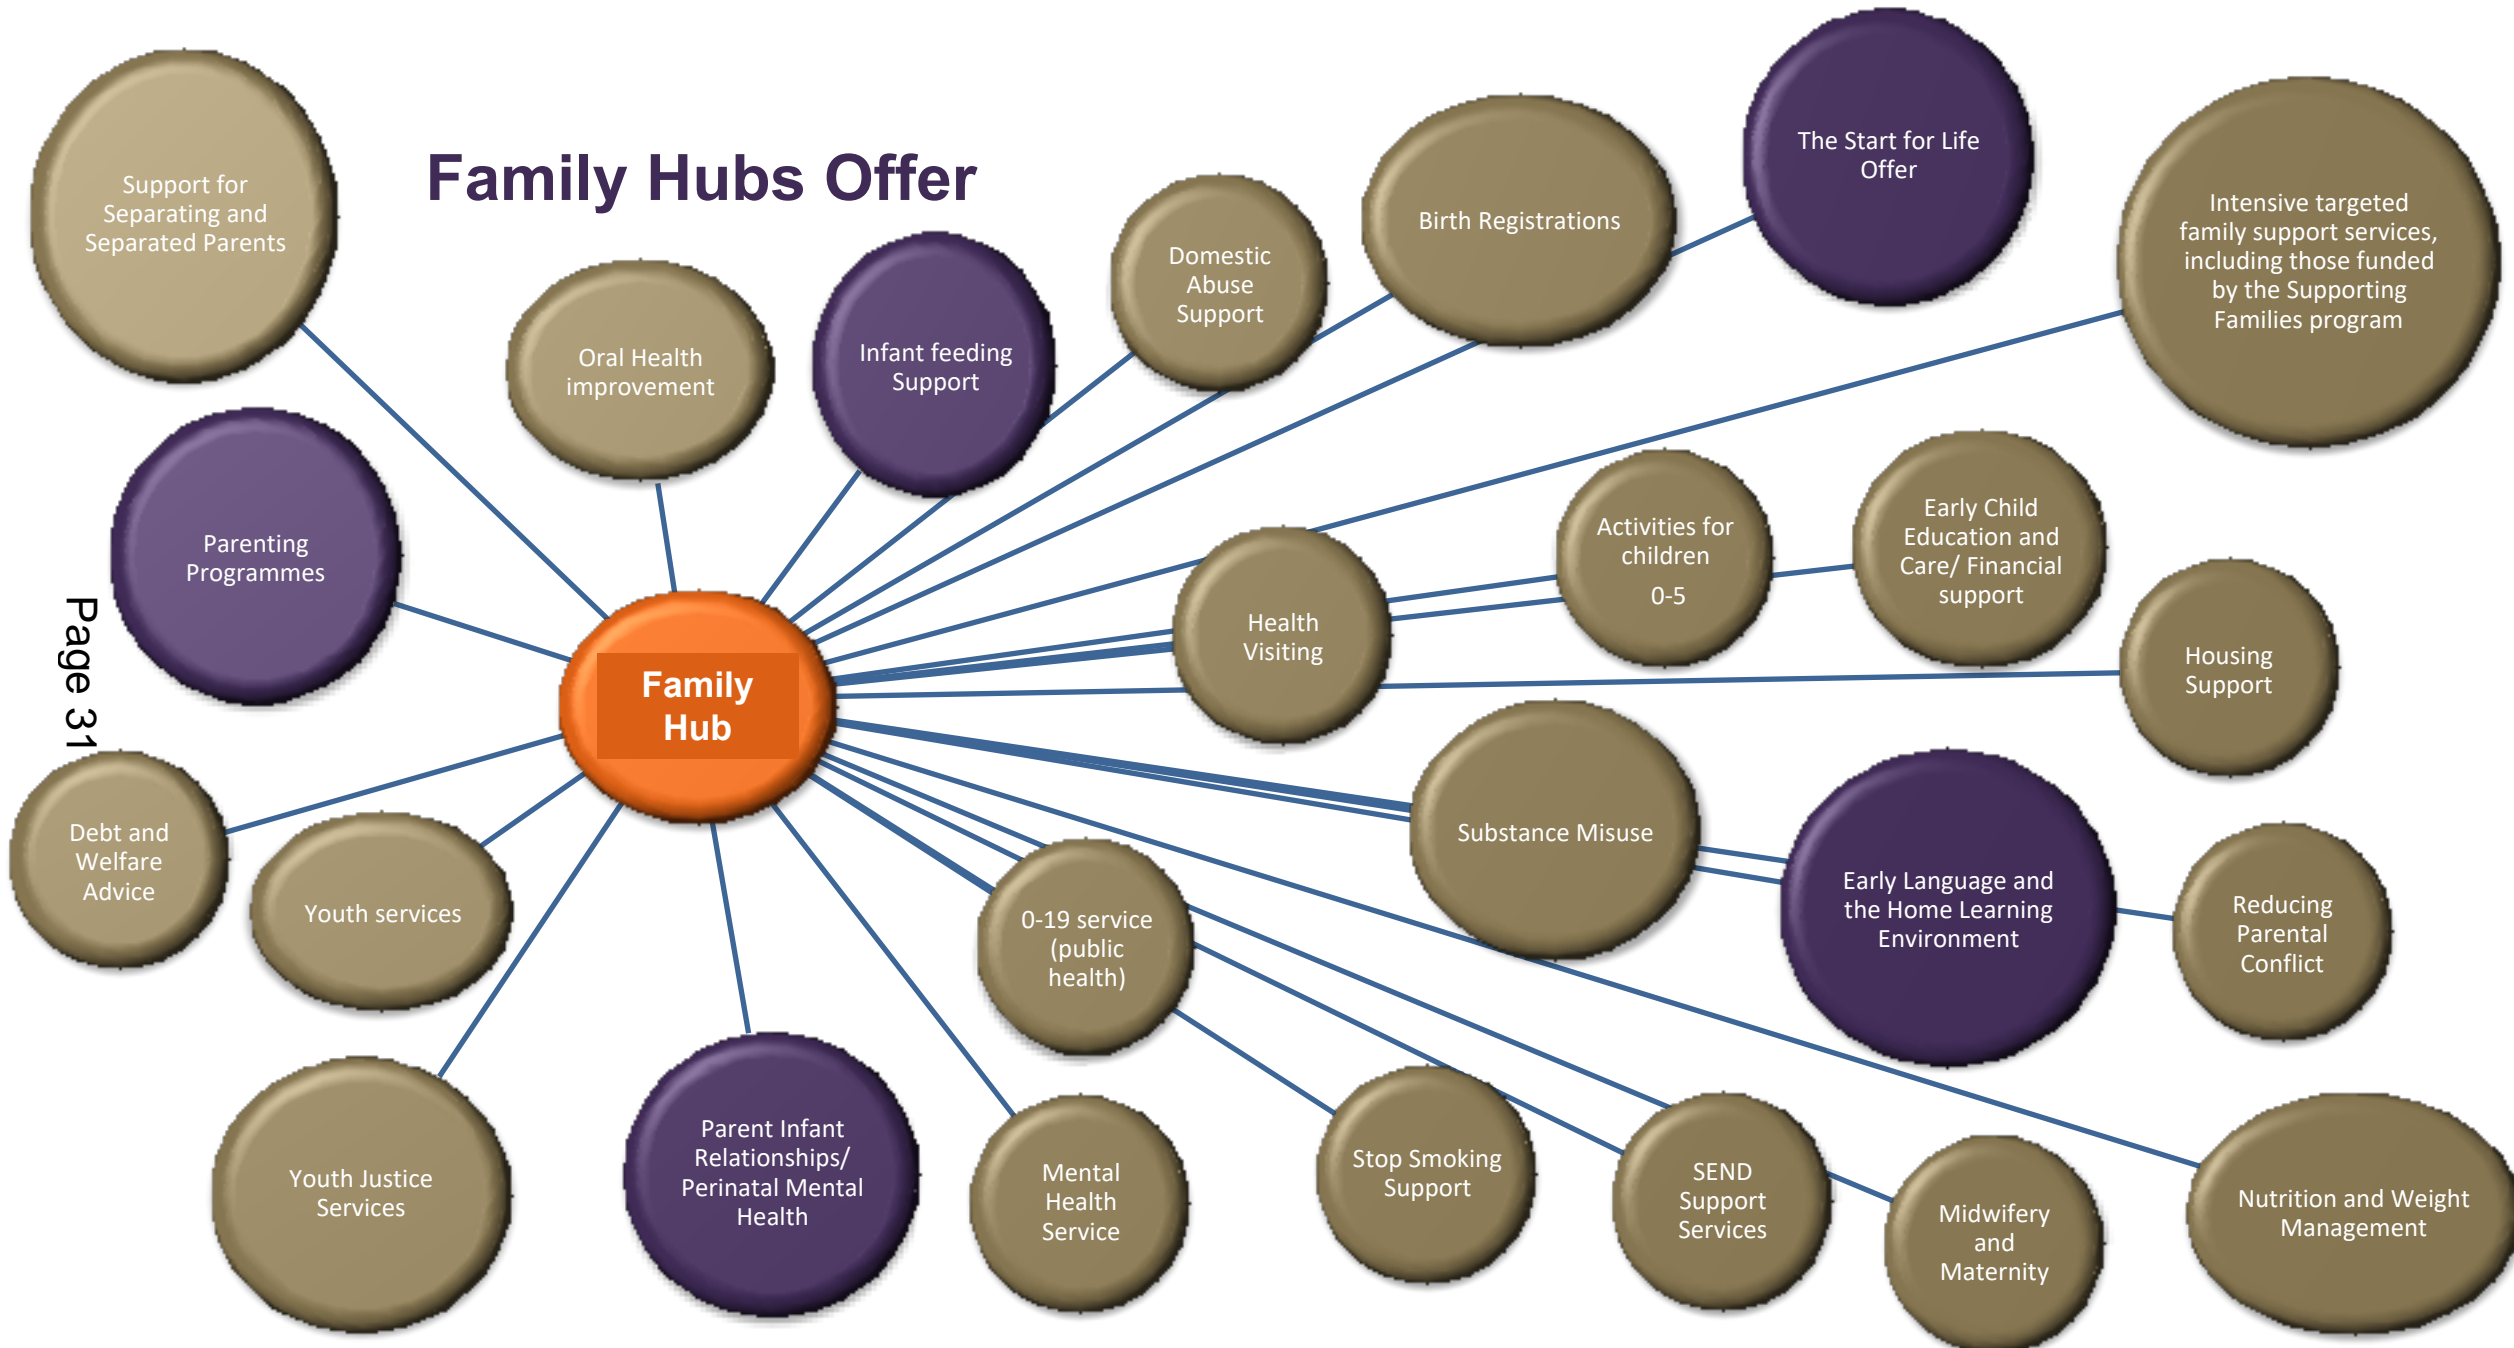 Family Hubs Offer
Support for
Separating and
Separated Parents
Oral Health
improvement
Infant feeding
Support
Domestic
Abuse
Support
Birth Registrations
The Start for Life
Offer
Intensive targeted
family support services,
including those funded
by the Supporting
Families program
Parenting
Programmes
Family
Hub
Health
Visiting
Activities for
children
0-5
Early Child
Education and
Care/ Financial
support
Housing
Support
Page 31
Debt and
Welfare
Advice
Youth services
0-19 service
(public
health)
Substance Misuse
Early Language and
the Home Learning
Environment
Reducing
Parental
Conflict
Youth Justice
Services
Parent Infant
Relationships/
Perinatal Mental
Health
Mental
Health
Service
Stop Smoking
Support
SEND
Support
Services
Midwifery
and
Maternity
Nutrition and Weight
Management